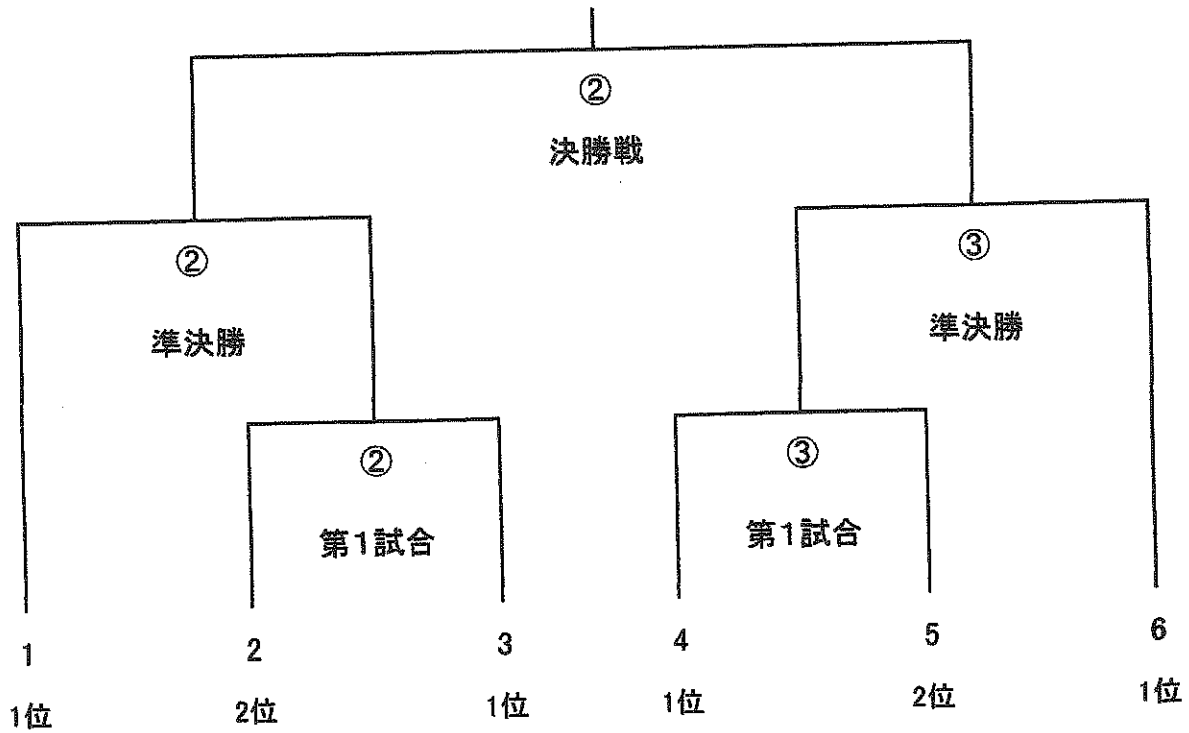 ②
決勝戦
② ③
準決勝 準決勝
② ③
第1試合 第1試合
1 2 3 4 5 6
1位 2位 1位 1位 2位 1位